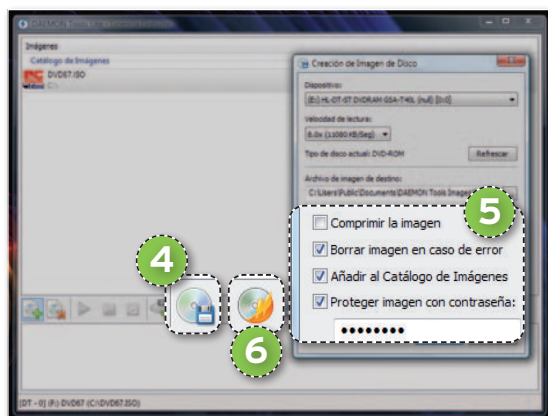 DAEMON Tools Lite -
Imágenes
Catálogo de Imágenes
DVD67.ISO
C:\
Creación de Imagen de Disco
Dispositivo:
(E:) HL-DT-ST DVDRAM GSA-T40L (null) [0:0]
Velocidad de lectura:
8.0x (11080 KB/Seg)
Tipo de disco actual: DVD-ROM
Refrescar
Archivo de imagen de destino:
C:\Users\Public\Documents\DAEMON Tools Images
5
Comprimir la imagen
Borrar imagen en caso de error
Añadir al Catálogo de Imágenes
Proteger imagen con contraseña:
••••••••
4
6
[DT - 0] (F:) DVD67 (C:\DVD67.ISO)